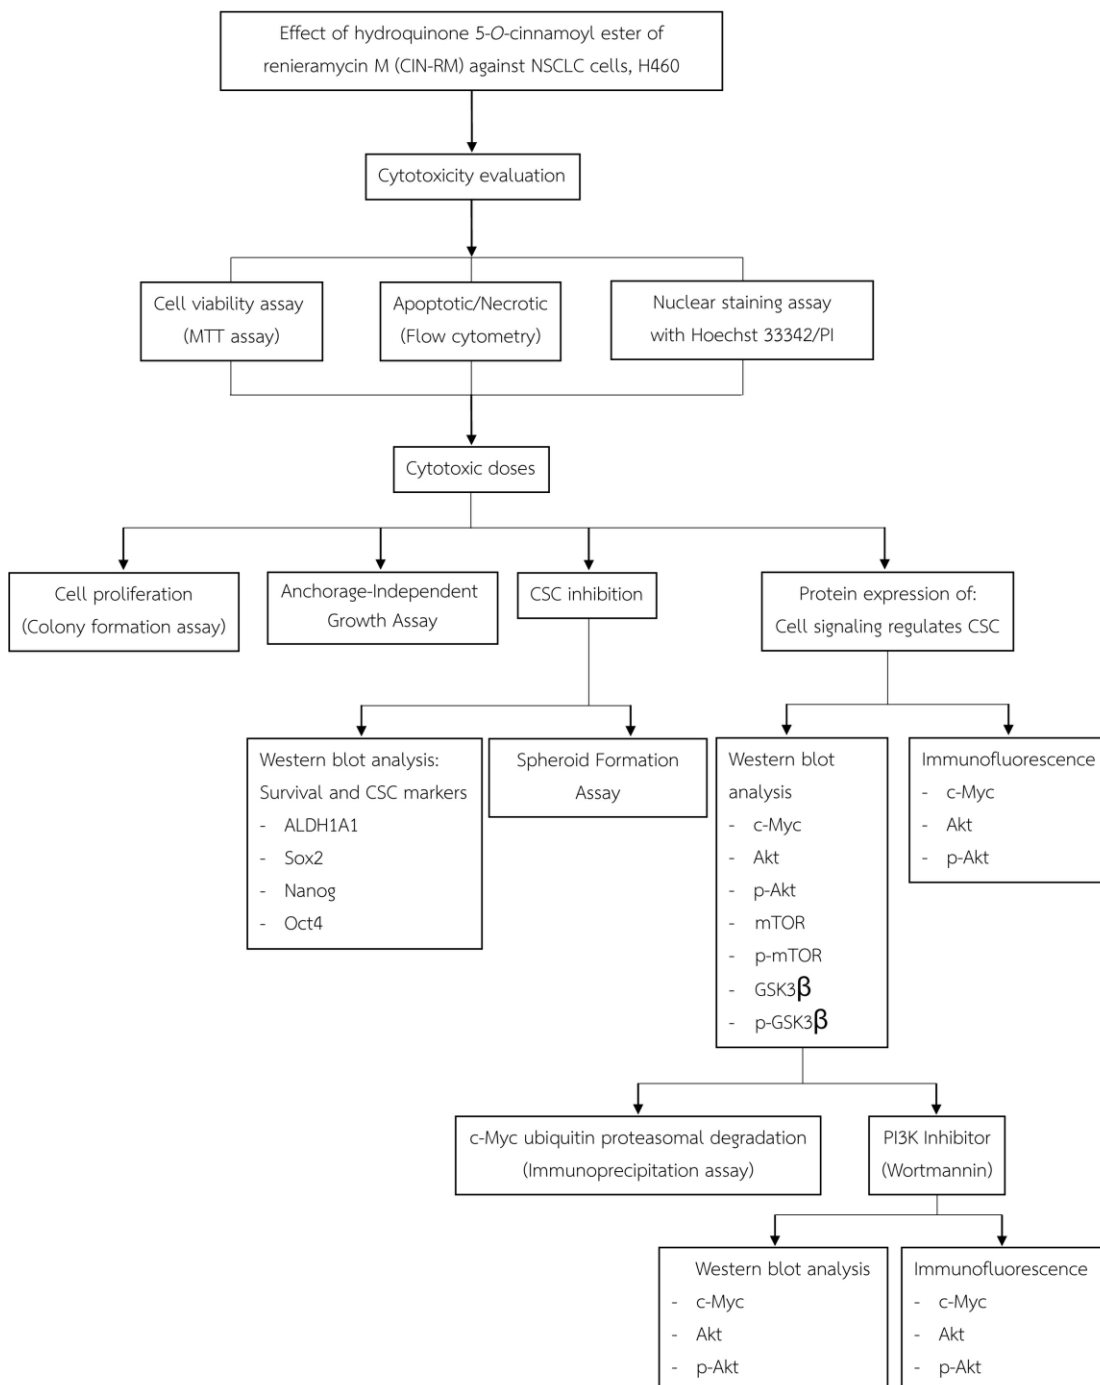 Effect of hydroquinone 5-O-cinnamoyl ester of
renieramycin M (CIN-RM) against NSCLC cells, H460
Cytotoxicity evaluation
Cell viability assay
(MTT assay)
Apoptotic/Necrotic
(Flow cytometry)
Nuclear staining assay
with Hoechst 33342/PI
Cytotoxic doses
Cell proliferation
(Colony formation assay)
Anchorage-Independent
Growth Assay
CSC inhibition
Protein expression of:
Cell signaling regulates CSC
Western blot analysis:
Survival and CSC markers
- ALDH1A1
- Sox2
- Nanog
- Oct4
Spheroid Formation
Assay
Western blot
analysis
- c-Myc
- Akt
- p-Akt
- mTOR
- p-mTOR
- GSK3β
- p-GSK3β
Immunofluorescence
- c-Myc
- Akt
- p-Akt
c-Myc ubiquitin proteasomal degradation
(Immunoprecipitation assay)
PI3K Inhibitor
(Wortmannin)
Western blot analysis
- c-Myc
- Akt
- p-Akt
Immunofluorescence
- c-Myc
- Akt
- p-Akt